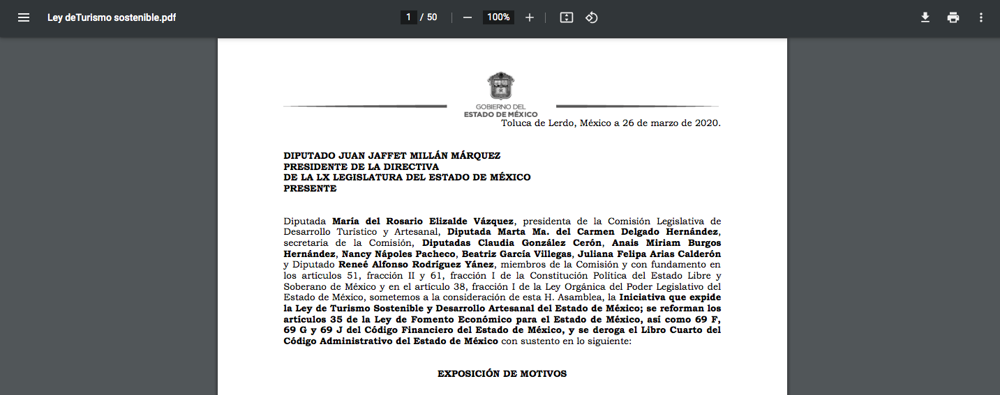 Ley deTurismo sostenible.pdf
1 / 50
100%
GOBIERNO DEL
ESTADO DE MÉXICO
Toluca de Lerdo, México a 26 de marzo de 2020.
DIPUTADO JUAN JAFFET MILLÁN MÁRQUEZ
PRESIDENTE DE LA DIRECTIVA
DE LA LX LEGISLATURA DEL ESTADO DE MÉXICO
PRESENTE
Diputada María del Rosario Elizalde Vázquez, presidenta de la Comisión Legislativa de
Desarrollo Turístico y Artesanal, Diputada Marta Ma. del Carmen Delgado Hernández,
secretaria de la Comisión, Diputadas Claudia González Cerón, Anais Miriam Burgos
Hernández, Nancy Nápoles Pacheco, Beatriz García Villegas, Juliana Felipa Arias Calderón
y Diputado Reneé Alfonso Rodríguez Yánez, miembros de la Comisión y con fundamento en
los articulos 51, fracción II y 61, fracción I de la Constitución Política del Estado Libre y
Soberano de México y en el articulo 38, fracción I de la Ley Orgánica del Poder Legislativo del
Estado de México, sometemos a la consideración de esta H. Asamblea, la Iniciativa que expide
la Ley de Turismo Sostenible y Desarrollo Artesanal del Estado de México; se reforman los
artículos 35 de la Ley de Fomento Económico para el Estado de México, así como 69 F,
69 G y 69 J del Código Financiero del Estado de México, y se deroga el Libro Cuarto del
Código Administrativo del Estado de México con sustento en lo siguiente:
EXPOSICIÓN DE MOTIVOS